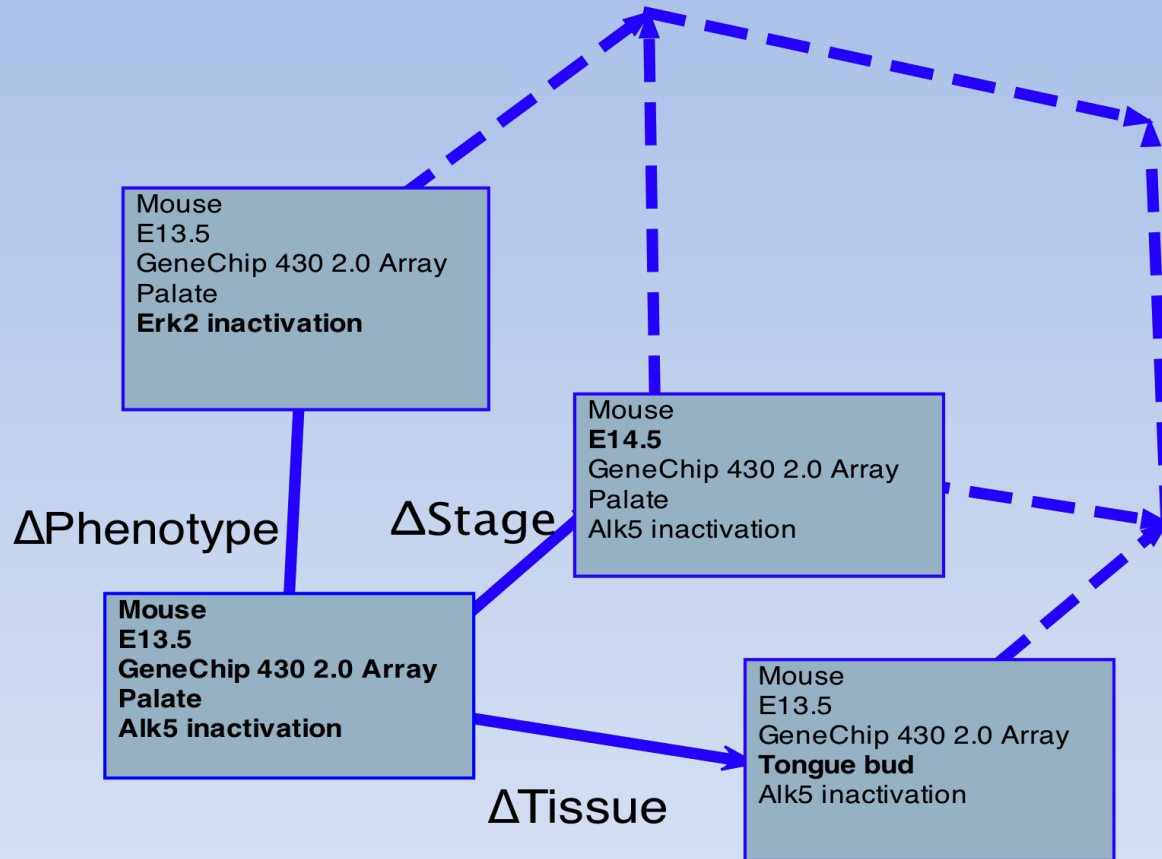 Mouse
E13.5
GeneChip 430 2.0 Array
Palate
Erk2 inactivation
Mouse
E14.5
GeneChip 430 2.0 Array
Palate
Alk5 inactivation
ΔPhenotype
ΔStage
Mouse
E13.5
GeneChip 430 2.0 Array
Palate
Alk5 inactivation
Mouse
E13.5
GeneChip 430 2.0 Array
Tongue bud
Alk5 inactivation
ΔTissue